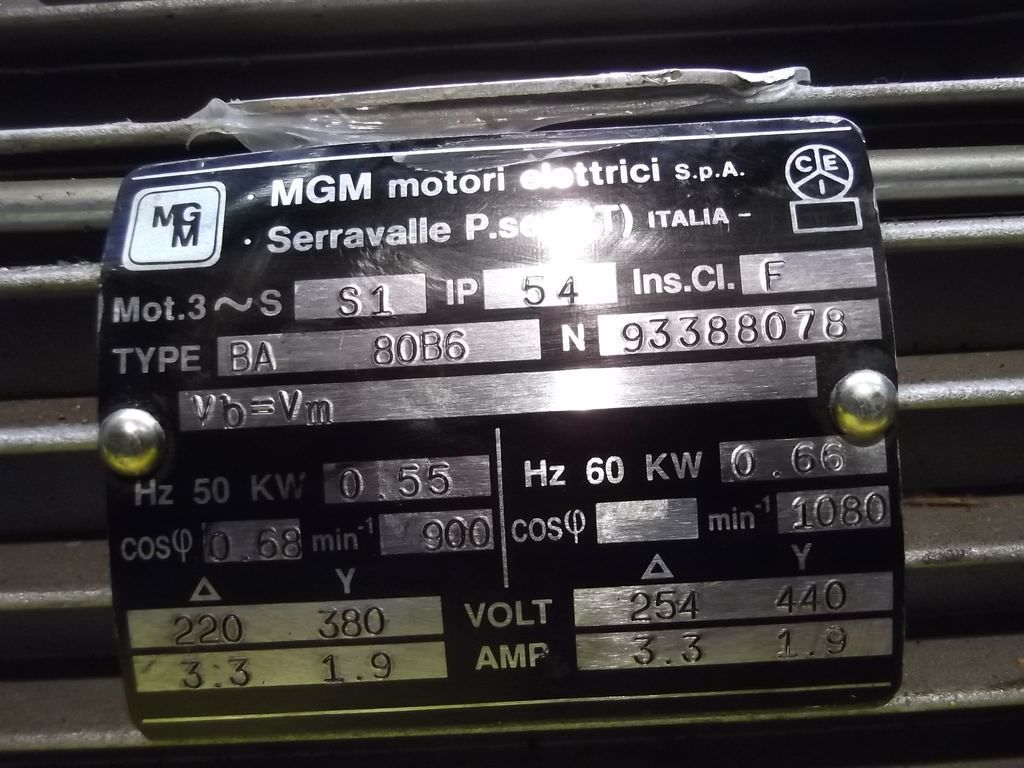 MGM
MGM motori elettrici S.p.A.
Serravalle ITALIA -
CEI
Mot.3~S S1 IP 54 Ins.Cl. F
TYPE BA 80B6 N 93388078
Vb=Vm
Hz 50 KW 0.55 Hz 60 KW 0.66
cosφ 0.68 min⁻¹ 900 cosφ min⁻¹ 1080
Δ Y Δ Y
220 380 VOLT 254 440
3.3 1.9 AMP 3.3 1.9